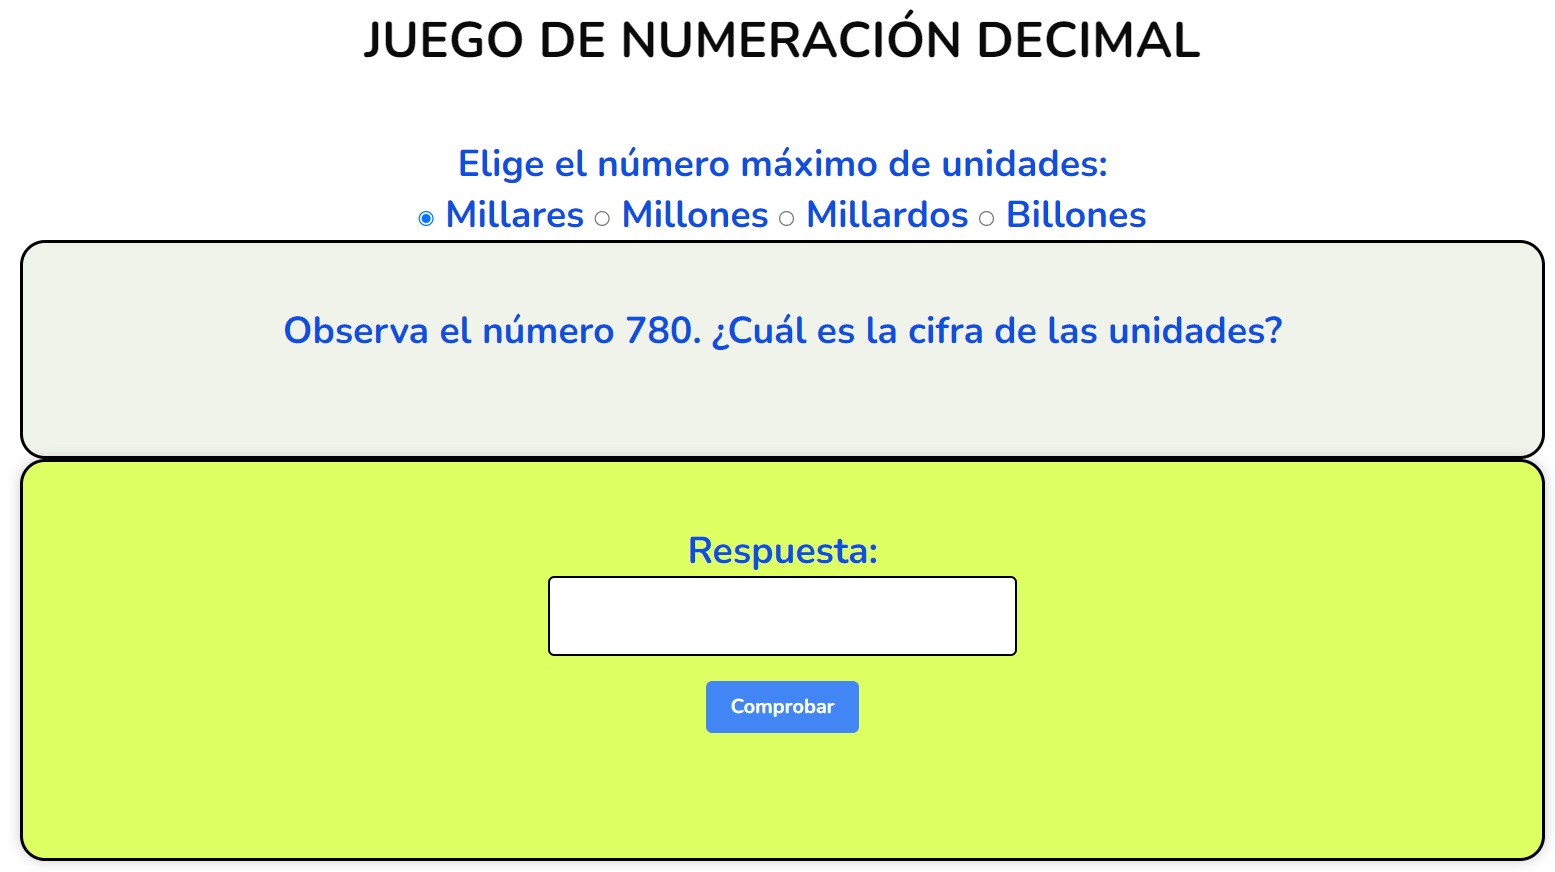 JUEGO DE NUMERACIÓN DECIMAL
Elige el número máximo de unidades:
Millares Millones Millardos Billones
Observa el número 780. ¿Cuál es la cifra de las unidades?
Respuesta:
Comprobar